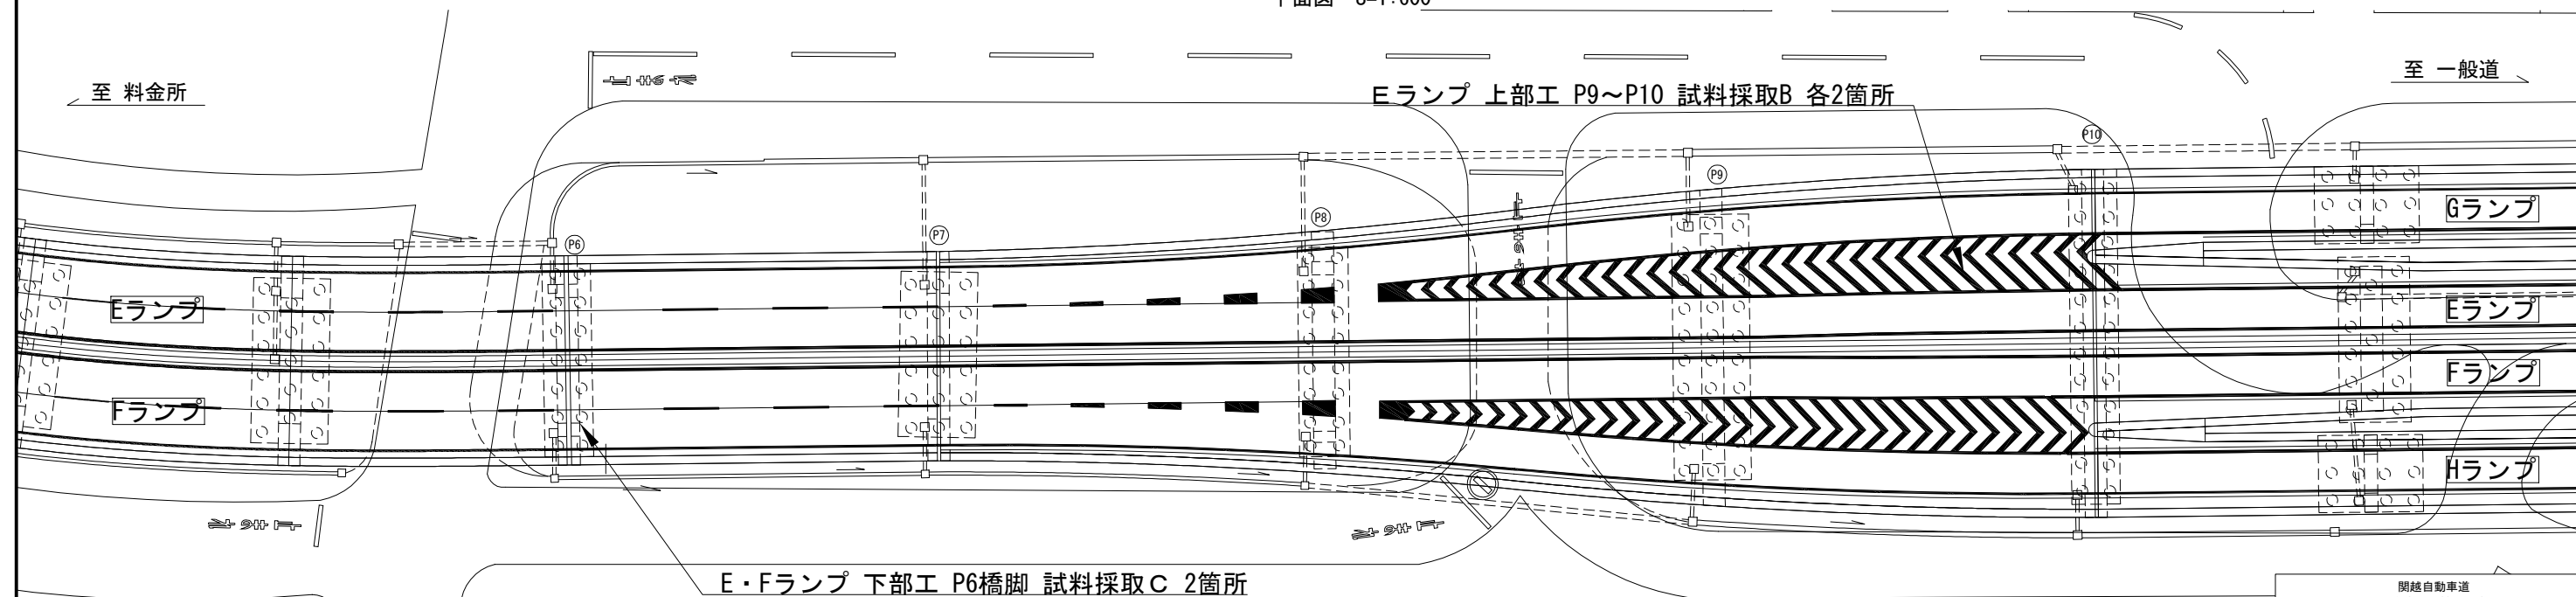 至 料金所
至 一般道
Eランプ 上部工 P9～P10 試料採取B 各2箇所
P10
P9
P8
P7
P6
Gランプ
Eランプ
Eランプ
Fランプ
Fランプ
Hランプ
E・Fランプ 下部工 P6橋脚 試料採取C 2箇所
関越自動車道